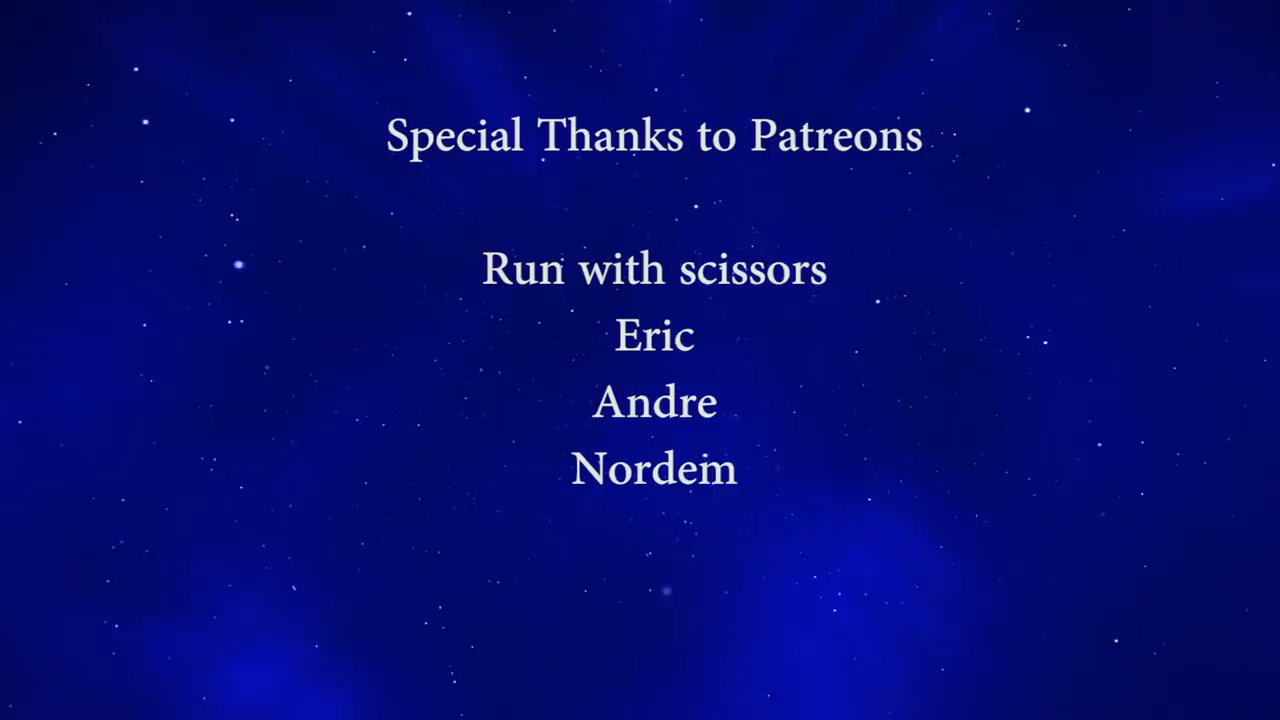 Special Thanks to Patreons
Run with scissors
Eric
Andre
Nordem